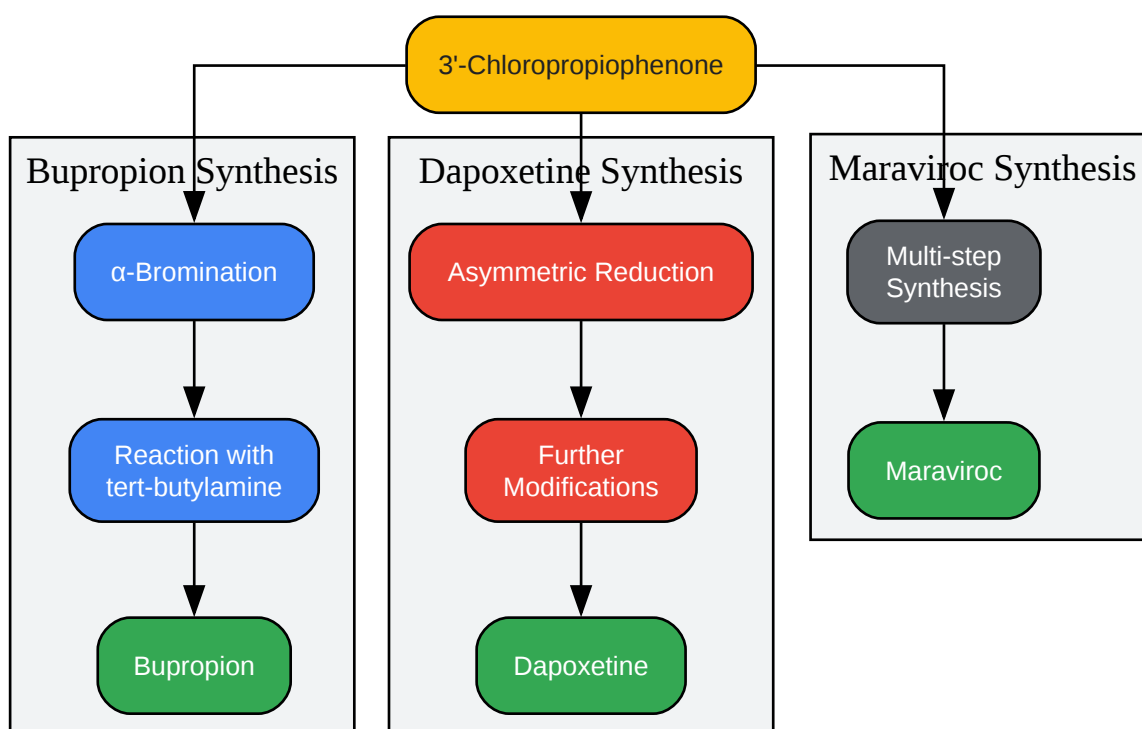 3'-Chloropropiophenone
Bupropion Synthesis
Dapoxetine Synthesis
Maraviroc Synthesis
α-Bromination
Asymmetric Reduction
Multi-step
Synthesis
Reaction with
tert-butylamine
Further
Modifications
Maraviroc
Bupropion
Dapoxetine